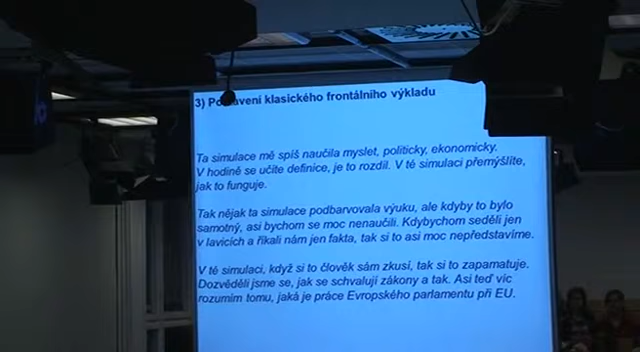 3) Postavení klasického frontálního výkladu
Ta simulace mě spíš naučila myslet, politicky, ekonomicky.
V hodině se učíte definice, je to rozdíl. V té simulaci přemýšlíte,
jak to funguje.
Tak nějak ta simulace podbarvovala výuku, ale kdyby to bylo
samotný, asi bychom se moc nenaučili. Kdybychom seděli jen
v lavicích a říkali nám jen fakta, tak si to asi moc nepředstavíme.
V té simulaci, když si to člověk sám zkusí, tak si to zapamatuje.
Dozvěděli jsme se, jak se schvalují zákony a tak. Asi teď víc
rozumím tomu, jaká je práce Evropského parlamentu při EU.